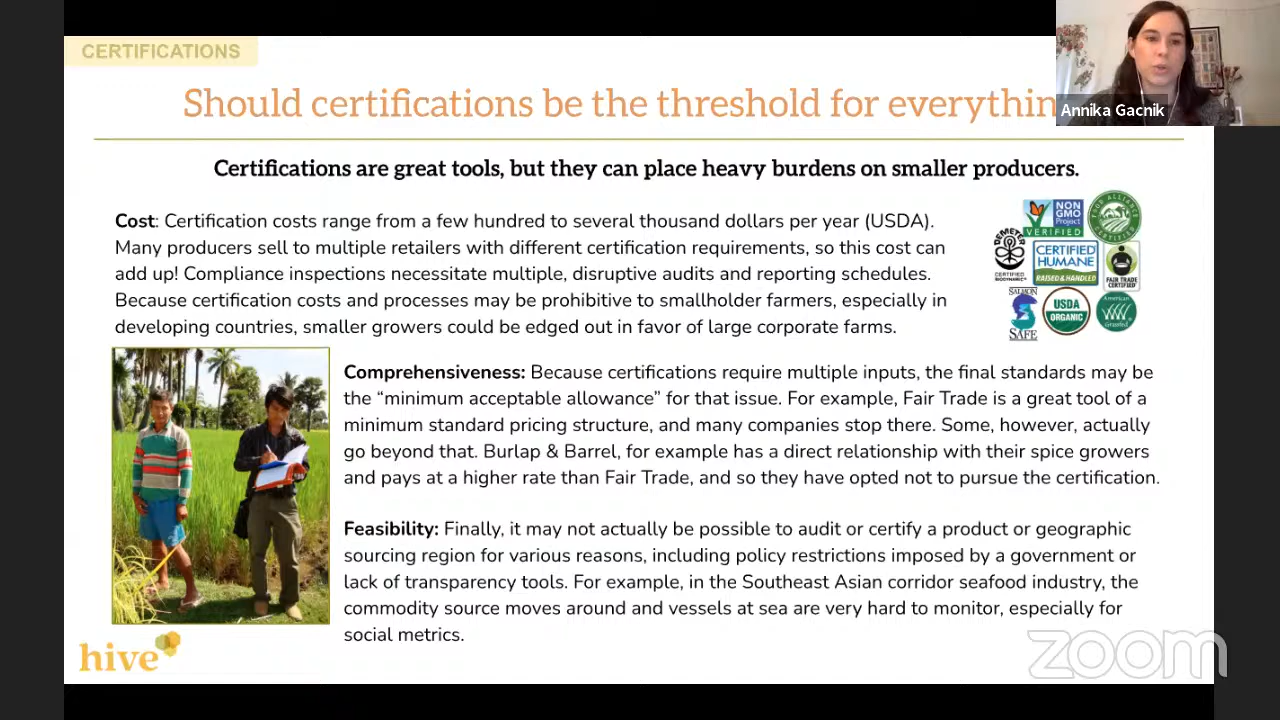 CERTIFICATIONS
Should certifications be the threshold for everythin
Annika Gacnik
Certifications are great tools, but they can place heavy burdens on smaller producers.
Cost: Certification costs range from a few hundred to several thousand dollars per year (USDA).
Many producers sell to multiple retailers with different certification requirements, so this cost can
add up! Compliance inspections necessitate multiple, disruptive audits and reporting schedules.
Because certification costs and processes may be prohibitive to smallholder farmers, especially in
developing countries, smaller growers could be edged out in favor of large corporate farms.
NON
GMO
Project
VERIFIED
DEMETER
CERTIFIED
BIODYNAMIC
CERTIFIED
HUMANE
RAISED & HANDLED
FAIR TRADE
CERTIFIED
SALMON
SAFE
USDA
ORGANIC
American
Grassfed
Comprehensiveness: Because certifications require multiple inputs, the final standards may be
the “minimum acceptable allowance” for that issue. For example, Fair Trade is a great tool of a
minimum standard pricing structure, and many companies stop there. Some, however, actually
go beyond that. Burlap & Barrel, for example has a direct relationship with their spice growers
and pays at a higher rate than Fair Trade, and so they have opted not to pursue the certification.
Feasibility: Finally, it may not actually be possible to audit or certify a product or geographic
sourcing region for various reasons, including policy restrictions imposed by a government or
lack of transparency tools. For example, in the Southeast Asian corridor seafood industry, the
commodity source moves around and vessels at sea are very hard to monitor, especially for
social metrics.
hive
zoom